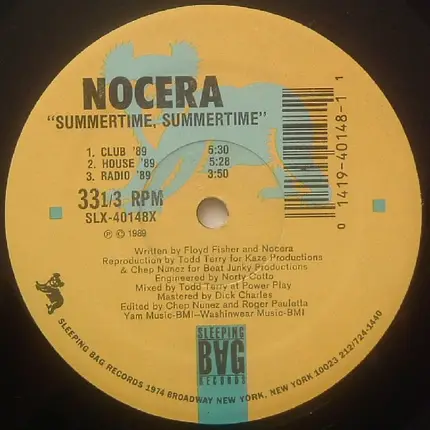 NOCERA
"SUMMERTIME, SUMMERTIME"
1. CLUB '89 5:30
2. HOUSE '89 5:28
3. RADIO '89 3:50
33 1/3 RPM
SLX-40148X
Ⓟ © 1989
0 1419-40148-1 1
Written by Floyd Fisher and Nocera
Reproduction by Todd Terry for Kaze Productions
& Chep Nunez for Beat Junky Productions
Engineered by Norty Cotto
Mixed by Todd Terry at Power Play
Mastered by Dick Charles
Edited by Chep Nunez and Roger Pauletta
Yam Music-BMI—Washinwear Music-BMI
SLEEPING
BAG
RECORDS
SLEEPING BAG RECORDS 1974 BROADWAY NEW YORK, NEW YORK 10023 212/724-1440